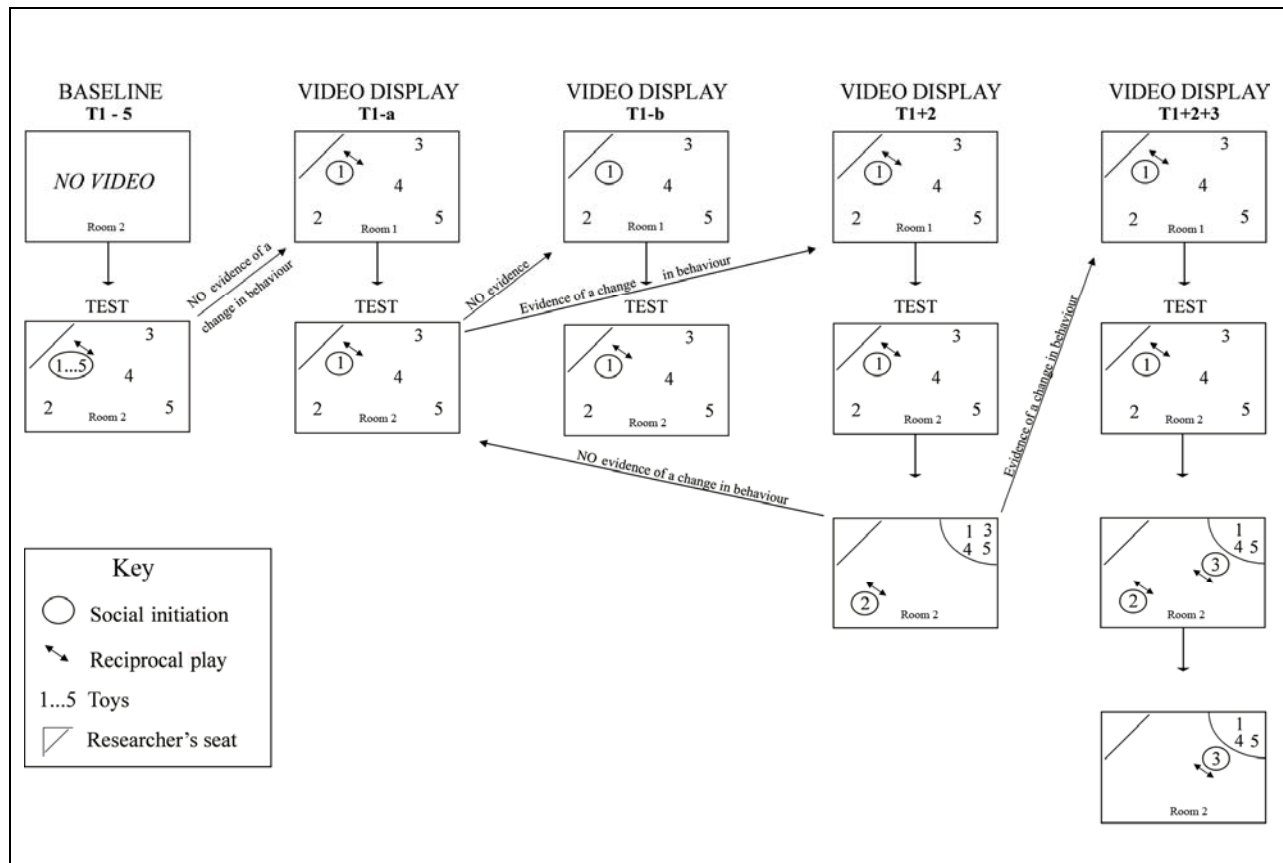 BASELINE
T1 - 5
NO VIDEO
Room 2
TEST
1...5
3
4
2
5
Room 2
NO evidence of a
change in behaviour
VIDEO DISPLAY
T1-a
3
1
4
2
5
Room 1
TEST
3
1
4
2
5
Room 2
NO evidence
Evidence of a change in behaviour
VIDEO DISPLAY
T1-b
3
1
4
2
5
Room 1
TEST
3
1
4
2
5
Room 2
VIDEO DISPLAY
T1+2
3
1
4
2
5
Room 1
TEST
3
1
4
2
5
Room 2
NO evidence of a change in behaviour
1 3
4 5
2
Room 2
Evidence of a change in behaviour
VIDEO DISPLAY
T1+2+3
3
1
4
2
5
Room 1
TEST
3
1
4
2
5
Room 2
1
4 5
3
2
Room 2
1
4 5
3
Room 2
Key
Social initiation
Reciprocal play
1...5 Toys
Researcher's seat